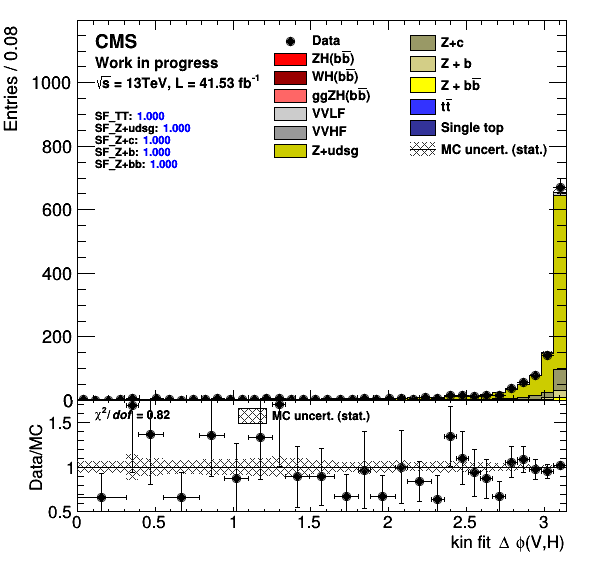 CMS
Work in progress
√s = 13TeV, L = 41.53 fb⁻¹
SF_TT: 1.000
SF_Z+udsg: 1.000
SF_Z+c: 1.000
SF_Z+b: 1.000
SF_Z+bb: 1.000
Data
ZH(bb̅)
WH(bb̅)
ggZH(bb̅)
VVLF
VVHF
Z+udsg
Z+c
Z + b
Z + bb̅
tt̅
Single top
MC uncert. (stat.)
Entries / 0.08
1000
800
600
400
200
0
χ²/dof = 0.82
MC uncert. (stat.)
Data/MC
1.5
1
0.5
0
0.5
1
1.5
2
2.5
3
kin fit Δ ϕ(V,H)